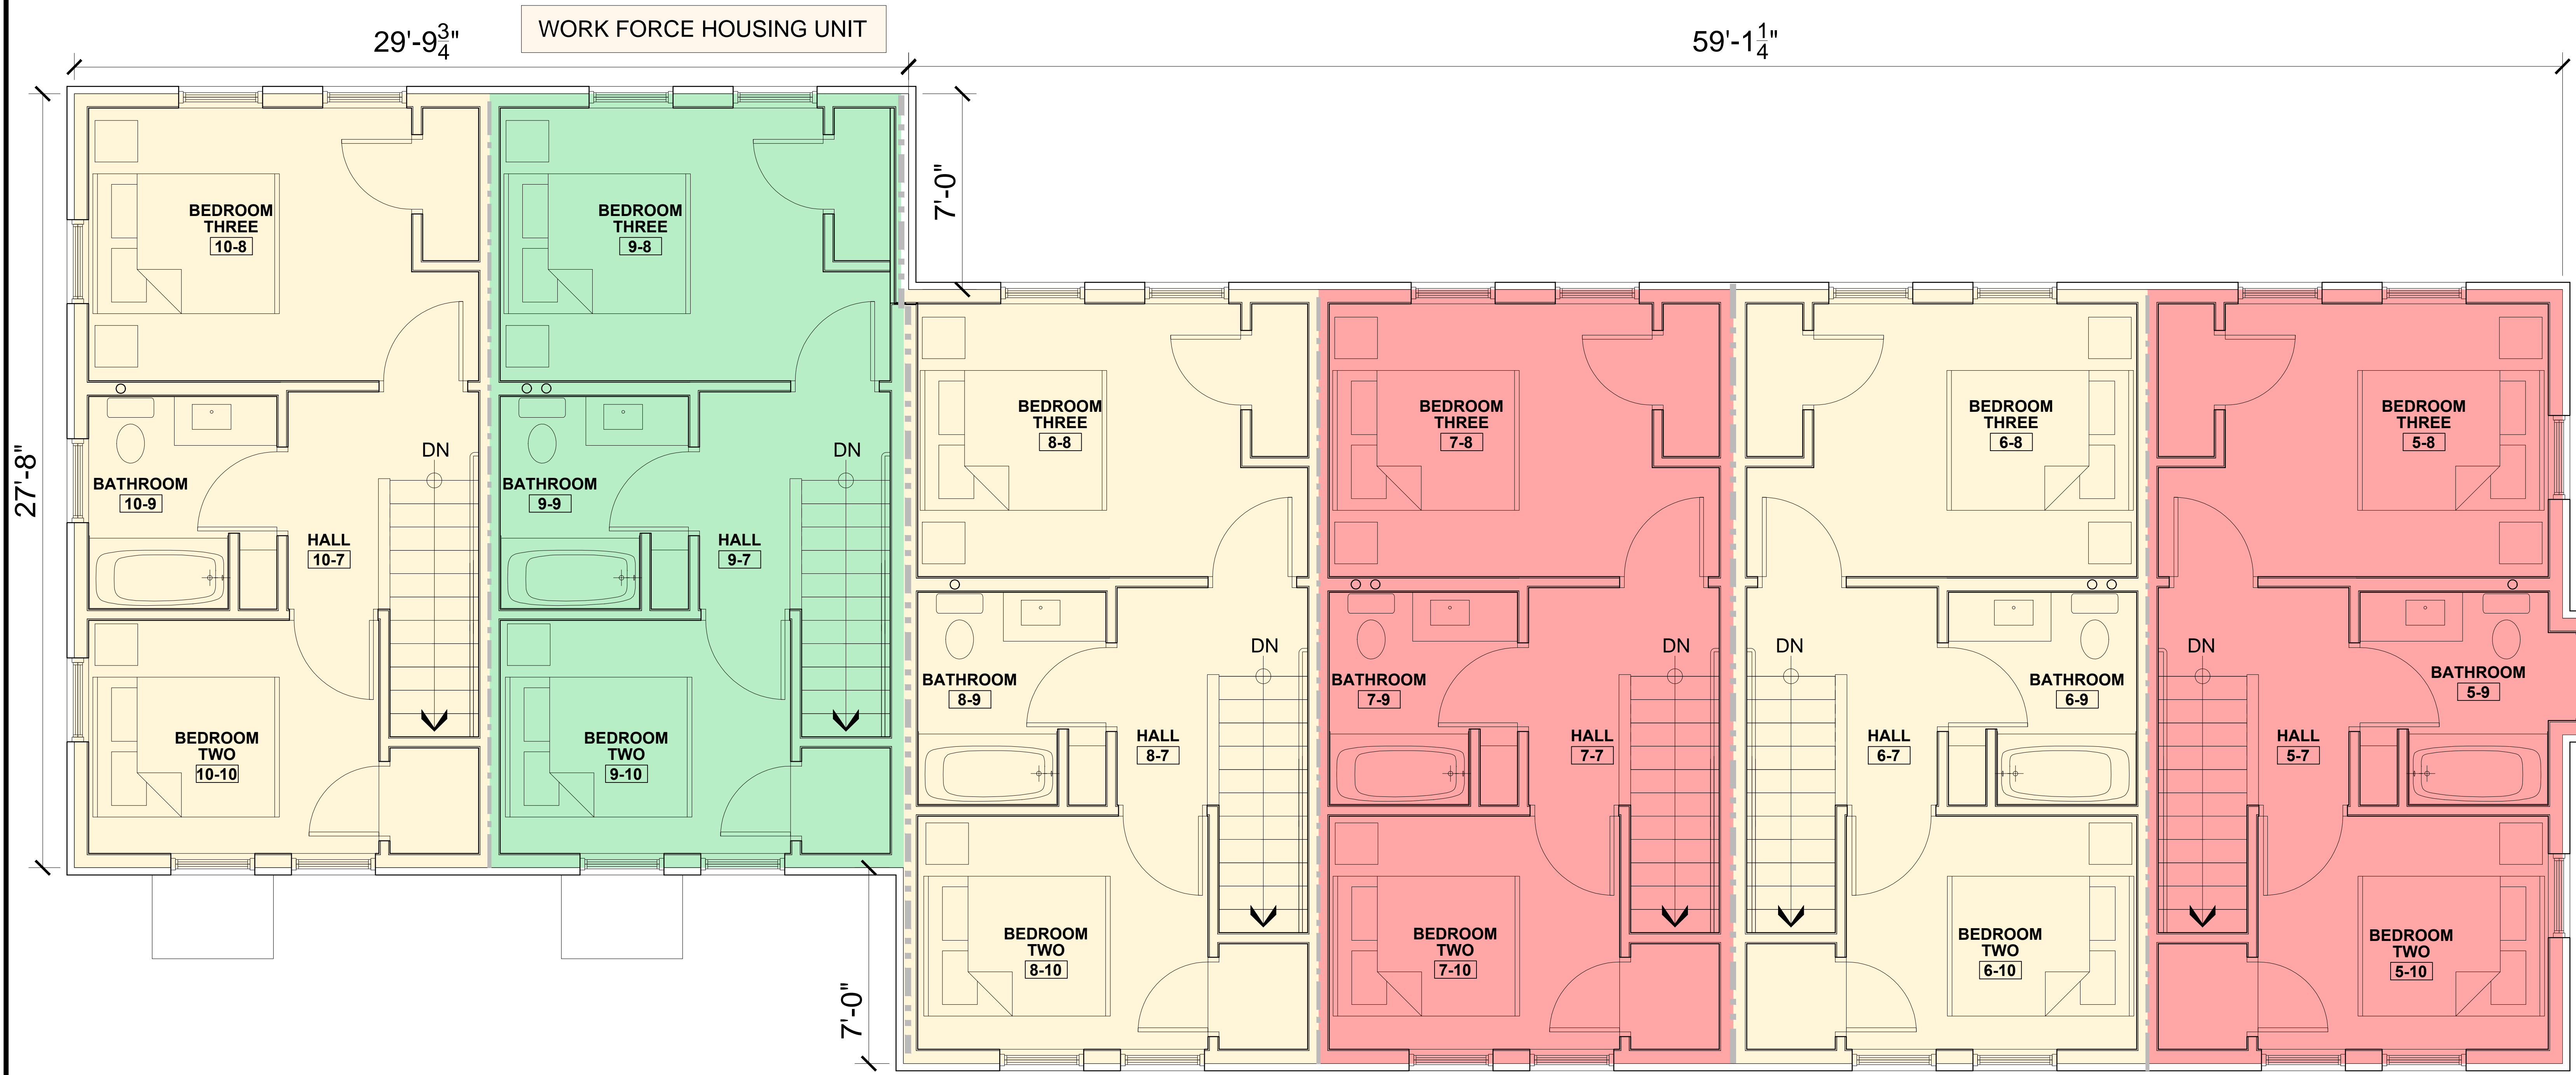 WORK FORCE HOUSING UNIT
29'-9 3/4"
59'-1 1/4"
27'-8"
7'-0"
7'-0"
BEDROOM
THREE
10-8
BATHROOM
10-9
HALL
10-7
DN
BEDROOM
TWO
10-10
BEDROOM
THREE
9-8
BATHROOM
9-9
HALL
9-7
DN
BEDROOM
TWO
9-10
BEDROOM
THREE
8-8
BATHROOM
8-9
HALL
8-7
DN
BEDROOM
TWO
8-10
BEDROOM
THREE
7-8
BATHROOM
7-9
HALL
7-7
DN
BEDROOM
TWO
7-10
BEDROOM
THREE
6-8
DN
BATHROOM
6-9
HALL
6-7
BEDROOM
TWO
6-10
BEDROOM
THREE
5-8
DN
BATHROOM
5-9
HALL
5-7
BEDROOM
TWO
5-10